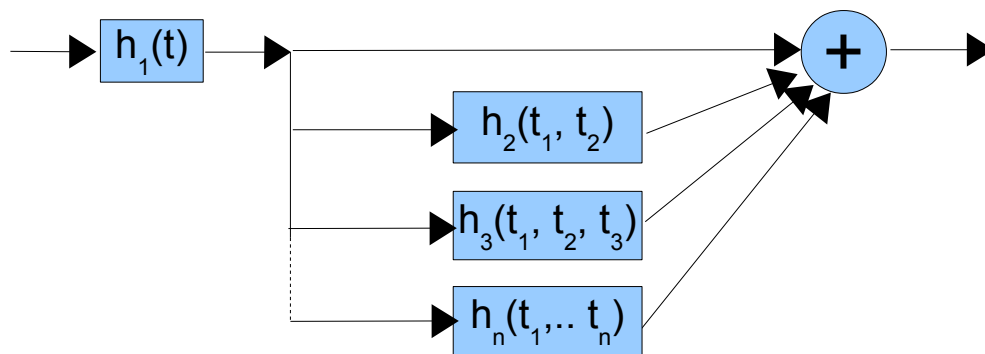 h₁(t)
+
h₂(t₁, t₂)
h₃(t₁, t₂, t₃)
hₙ(t₁,.. tₙ)